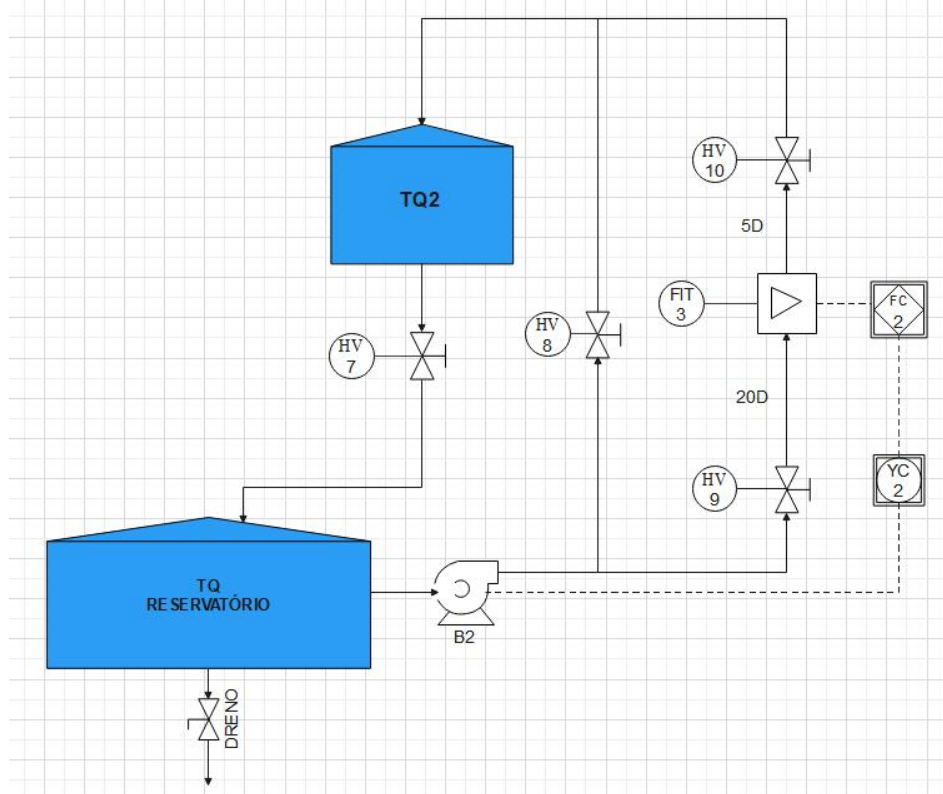 HV
10
TQ2
5D
FIT
3
FC
2
HV
8
HV
7
20D
YC
2
HV
9
TQ
RESERVATÓRIO
B2
DRENO